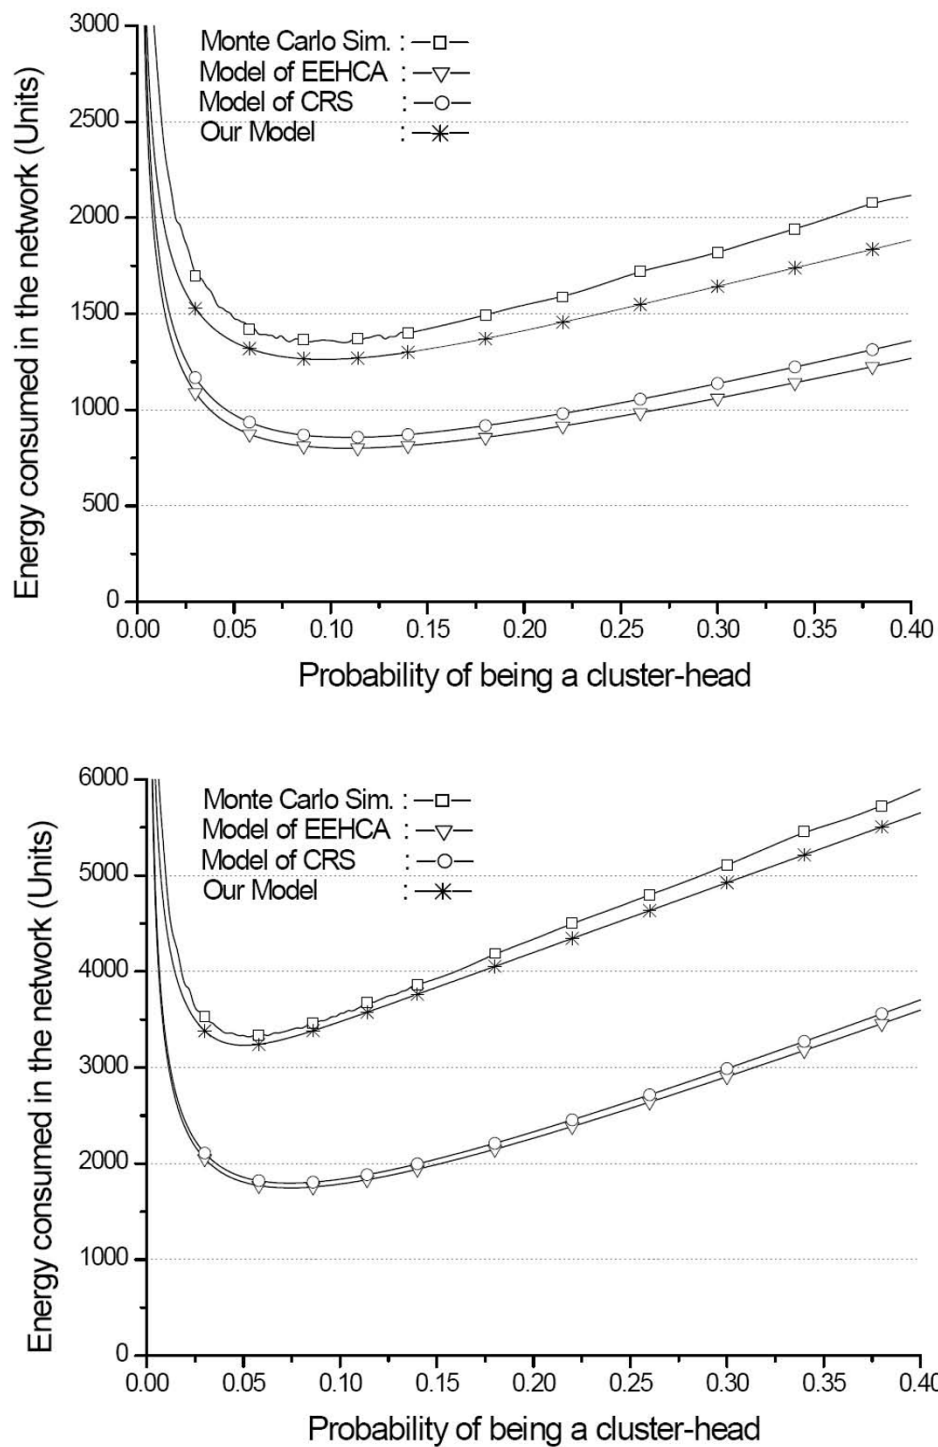 3000
2500
2000
1500
1000
500
0
Energy consumed in the network (Units)
Monte Carlo Sim. :
Model of EEHCA :
Model of CRS :
Our Model :
0.00 0.05 0.10 0.15 0.20 0.25 0.30 0.35 0.40
Probability of being a cluster-head
6000
5000
4000
3000
2000
1000
0
Energy consumed in the network (Units)
Monte Carlo Sim. :
Model of EEHCA :
Model of CRS :
Our Model :
0.00 0.05 0.10 0.15 0.20 0.25 0.30 0.35 0.40
Probability of being a cluster-head